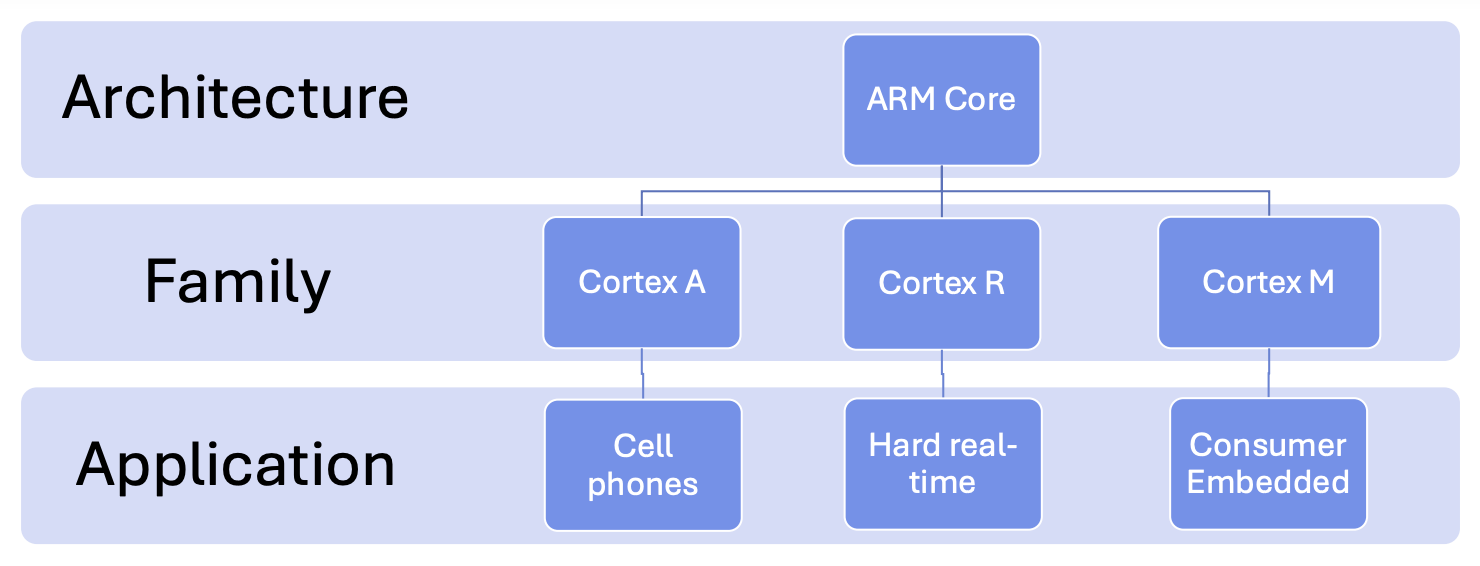 Architecture
ARM Core
Family
Cortex A
Cortex R
Cortex M
Application
Cell
phones
Hard real-
time
Consumer
Embedded